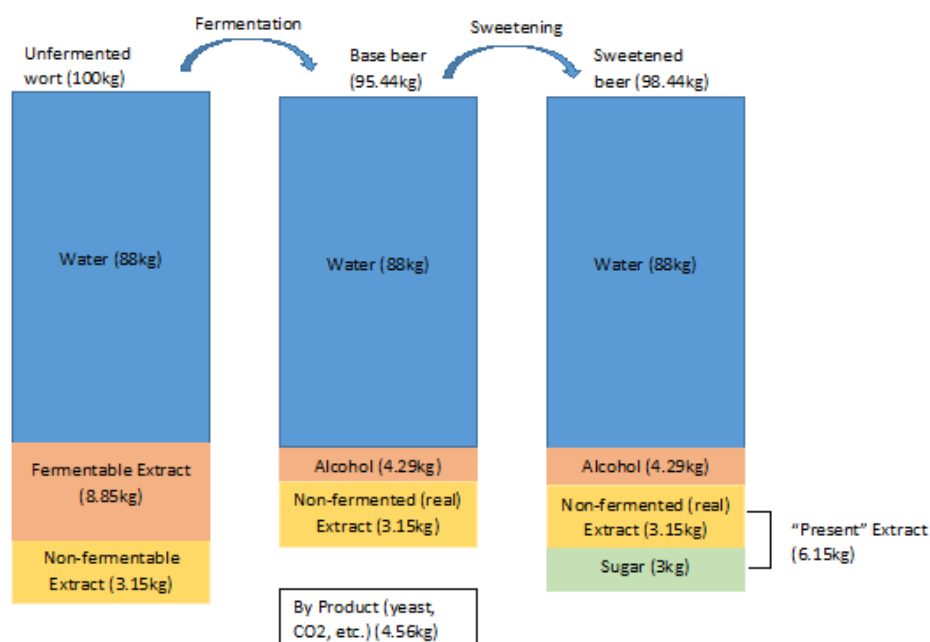 Fermentation
Sweetening
Unfermented
wort (100kg)
Base beer
(95.44kg)
Sweetened
beer (98.44kg)
Water (88kg)
Water (88kg)
Water (88kg)
Fermentable Extract
(8.85kg)
Non-fermentable
Extract (3.15kg)
Alcohol (4.29kg)
Non-fermented (real)
Extract (3.15kg)
Alcohol (4.29kg)
Non-fermented (real)
Extract (3.15kg)
Sugar (3kg)
“Present” Extract
(6.15kg)
By Product (yeast,
CO2, etc.) (4.56kg)